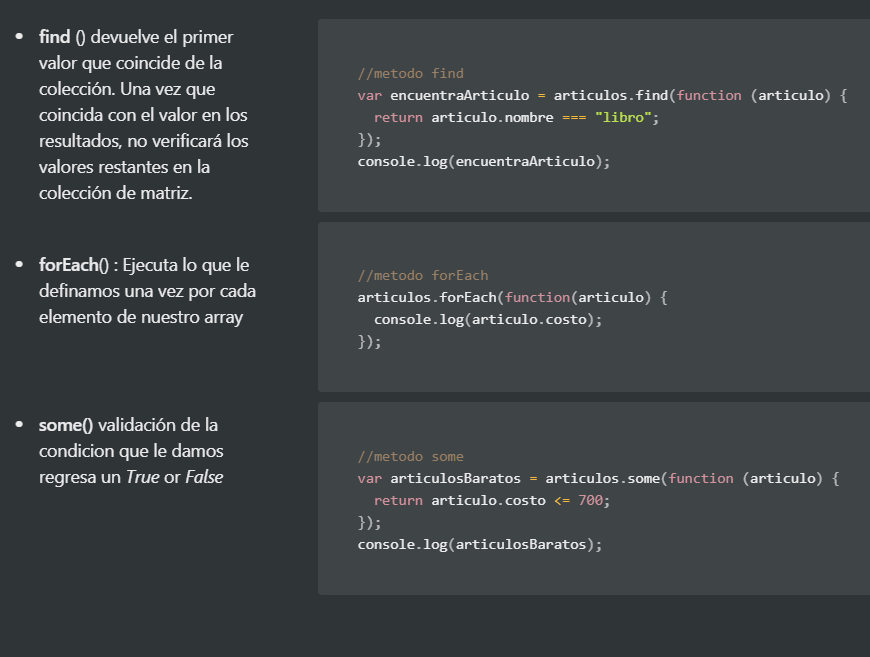 • find () devuelve el primer
valor que coincide de la
colección. Una vez que
coincida con el valor en los
resultados, no verificará los
valores restantes en la
colección de matriz.
//metodo find
var encuentraArticulo = articulos.find(function (articulo) {
  return articulo.nombre === "libro";
});
console.log(encuentraArticulo);
• forEach() : Ejecuta lo que le
definamos una vez por cada
elemento de nuestro array
//metodo forEach
articulos.forEach(function(articulo) {
  console.log(articulo.costo);
});
• some() validación de la
condicion que le damos
regresa un True or False
//metodo some
var articulosBaratos = articulos.some(function (articulo) {
  return articulo.costo <= 700;
});
console.log(articulosBaratos);